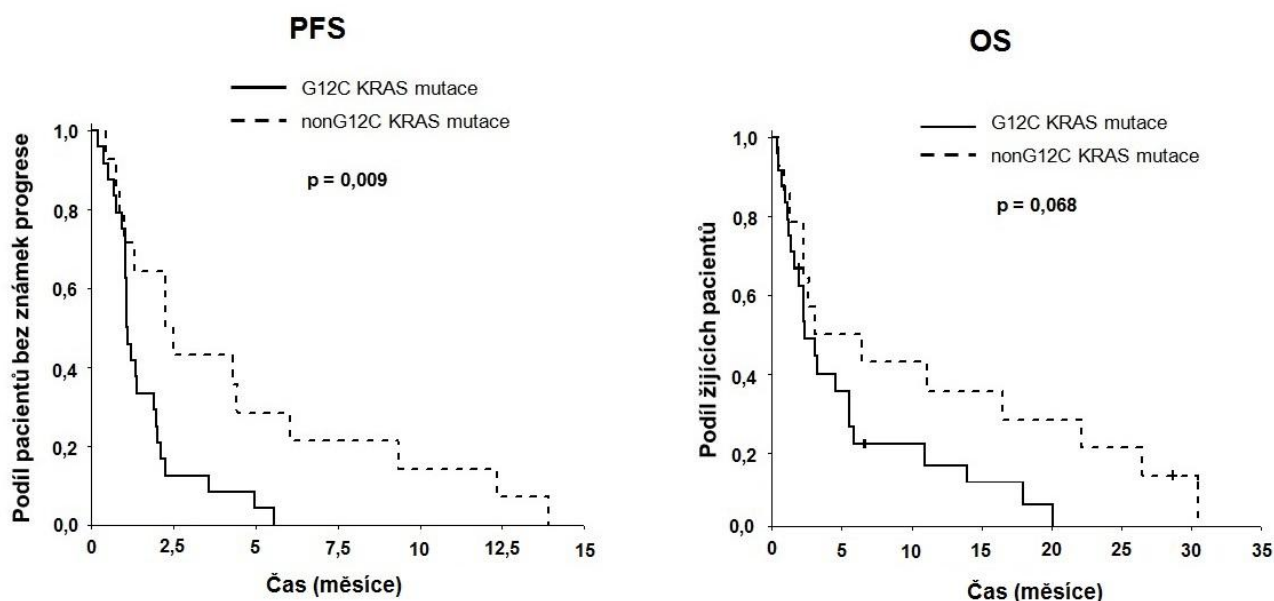 PFS
G12C KRAS mutace
nonG12C KRAS mutace
p = 0,009
Podíl pacientů bez známek progrese
1,0
0,8
0,6
0,4
0,2
0,0
0
2,5
5
7,5
10
12,5
15
Čas (měsíce)
OS
G12C KRAS mutace
nonG12C KRAS mutace
p = 0,068
Podíl žijících pacientů
1,0
0,8
0,6
0,4
0,2
0,0
0
5
10
15
20
25
30
35
Čas (měsíce)